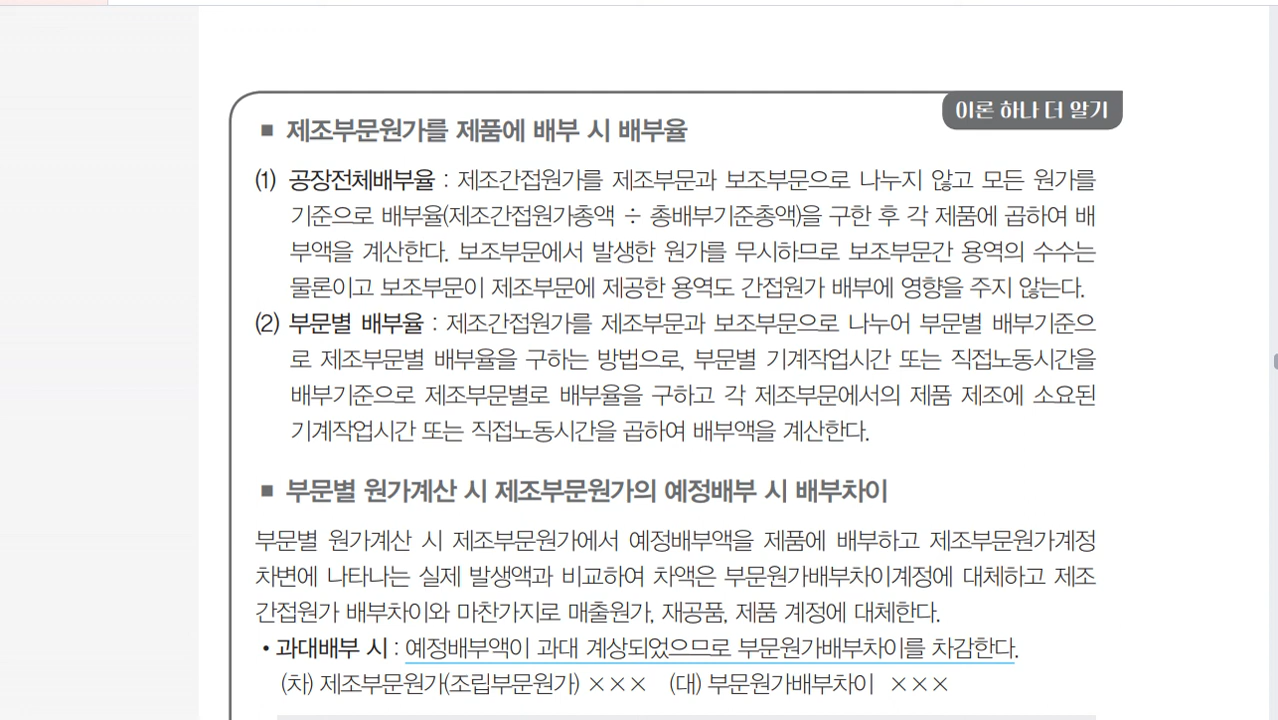 이론 하나 더 알기
■ 제조부문원가를 제품에 배부 시 배부율
(1) 공장전체배부율 : 제조간접원가를 제조부문과 보조부문으로 나누지 않고 모든 원가를
기준으로 배부율(제조간접원가총액 ÷ 총배부기준총액)을 구한 후 각 제품에 곱하여 배
부액을 계산한다. 보조부문에서 발생한 원가를 무시하므로 보조부문간 용역의 수수는
물론이고 보조부문이 제조부문에 제공한 용역도 간접원가 배부에 영향을 주지 않는다.
(2) 부문별 배부율 : 제조간접원가를 제조부문과 보조부문으로 나누어 부문별 배부기준으
로 제조부문별 배부율을 구하는 방법으로, 부문별 기계작업시간 또는 직접노동시간을
배부기준으로 제조부문별로 배부율을 구하고 각 제조부문에서의 제품 제조에 소요된
기계작업시간 또는 직접노동시간을 곱하여 배부액을 계산한다.
■ 부문별 원가계산 시 제조부문원가의 예정배부 시 배부차이
부문별 원가계산 시 제조부문원가에서 예정배부액을 제품에 배부하고 제조부문원가계정
차변에 나타나는 실제 발생액과 비교하여 차액은 부문원가배부차이계정에 대체하고 제조
간접원가 배부차이와 마찬가지로 매출원가, 재공품, 제품 계정에 대체한다.
• 과대배부 시 : 예정배부액이 과대 계상되었으므로 부문원가배부차이를 차감한다.
(차) 제조부문원가(조립부문원가) ××× (대) 부문원가배부차이 ×××